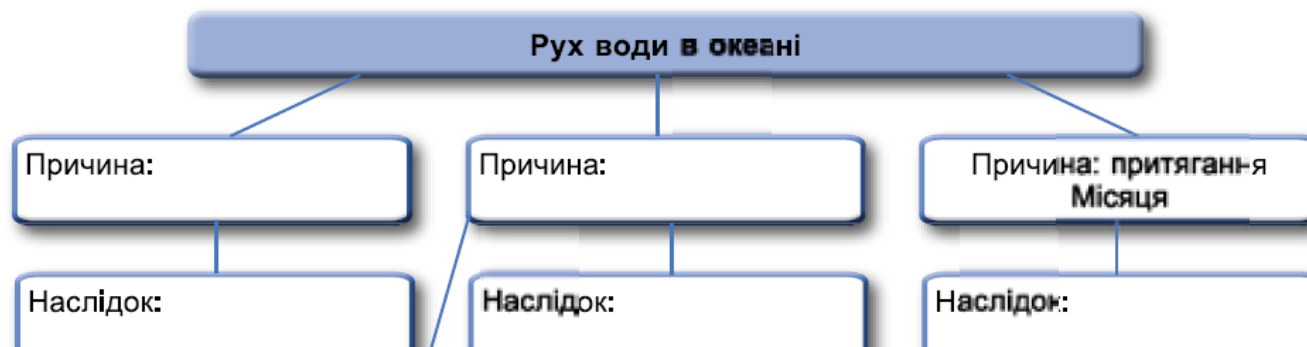 Рух води в океані
Причина:
Причина:
Причина: притягання
Місяця
Наслідок:
Наслідок:
Наслідок: